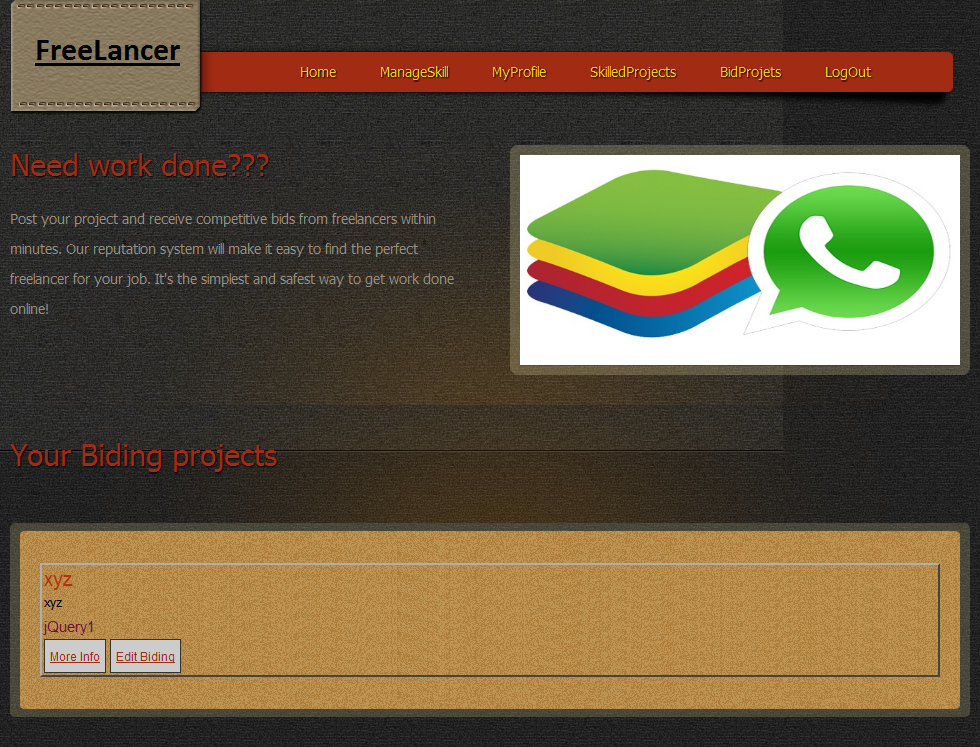 FreeLancer
Home ManageSkill MyProfile SkilledProjects BidProjets LogOut
Need work done???
Post your project and receive competitive bids from freelancers within
minutes. Our reputation system will make it easy to find the perfect
freelancer for your job. It's the simplest and safest way to get work done
online!
Your Biding projects
xyz
xyz
jQuery1
More Info Edit Biding